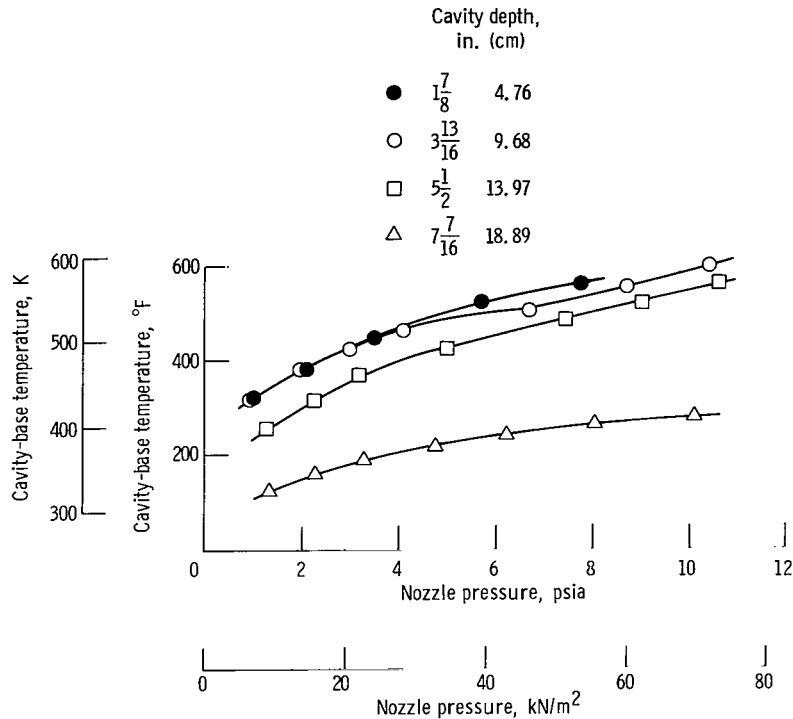 Cavity depth,
in. (cm)
● 1 7/8 4.76
○ 3 13/16 9.68
□ 5 1/2 13.97
△ 7 7/16 18.89
Cavity-base temperature, K
600
500
400
300
Cavity-base temperature, °F
600
400
200
0 2 4 6 8 10 12
Nozzle pressure, psia
0 20 40 60 80
Nozzle pressure, kN/m²